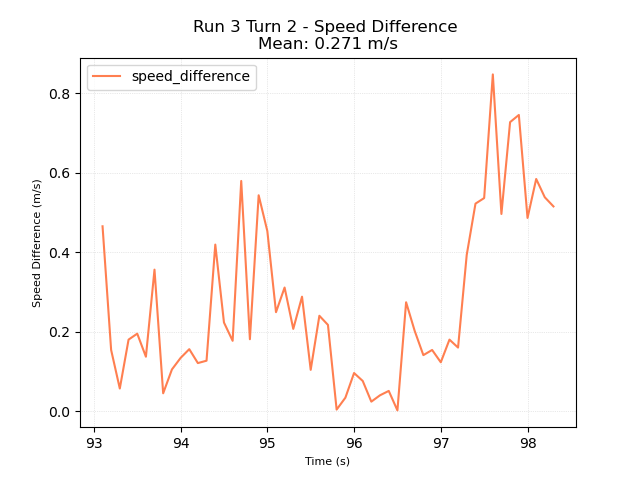 Run 3 Turn 2 - Speed Difference
Mean: 0.271 m/s
speed_difference
Speed Difference (m/s)
0.8
0.6
0.4
0.2
0.0
93 94 95 96 97 98
Time (s)